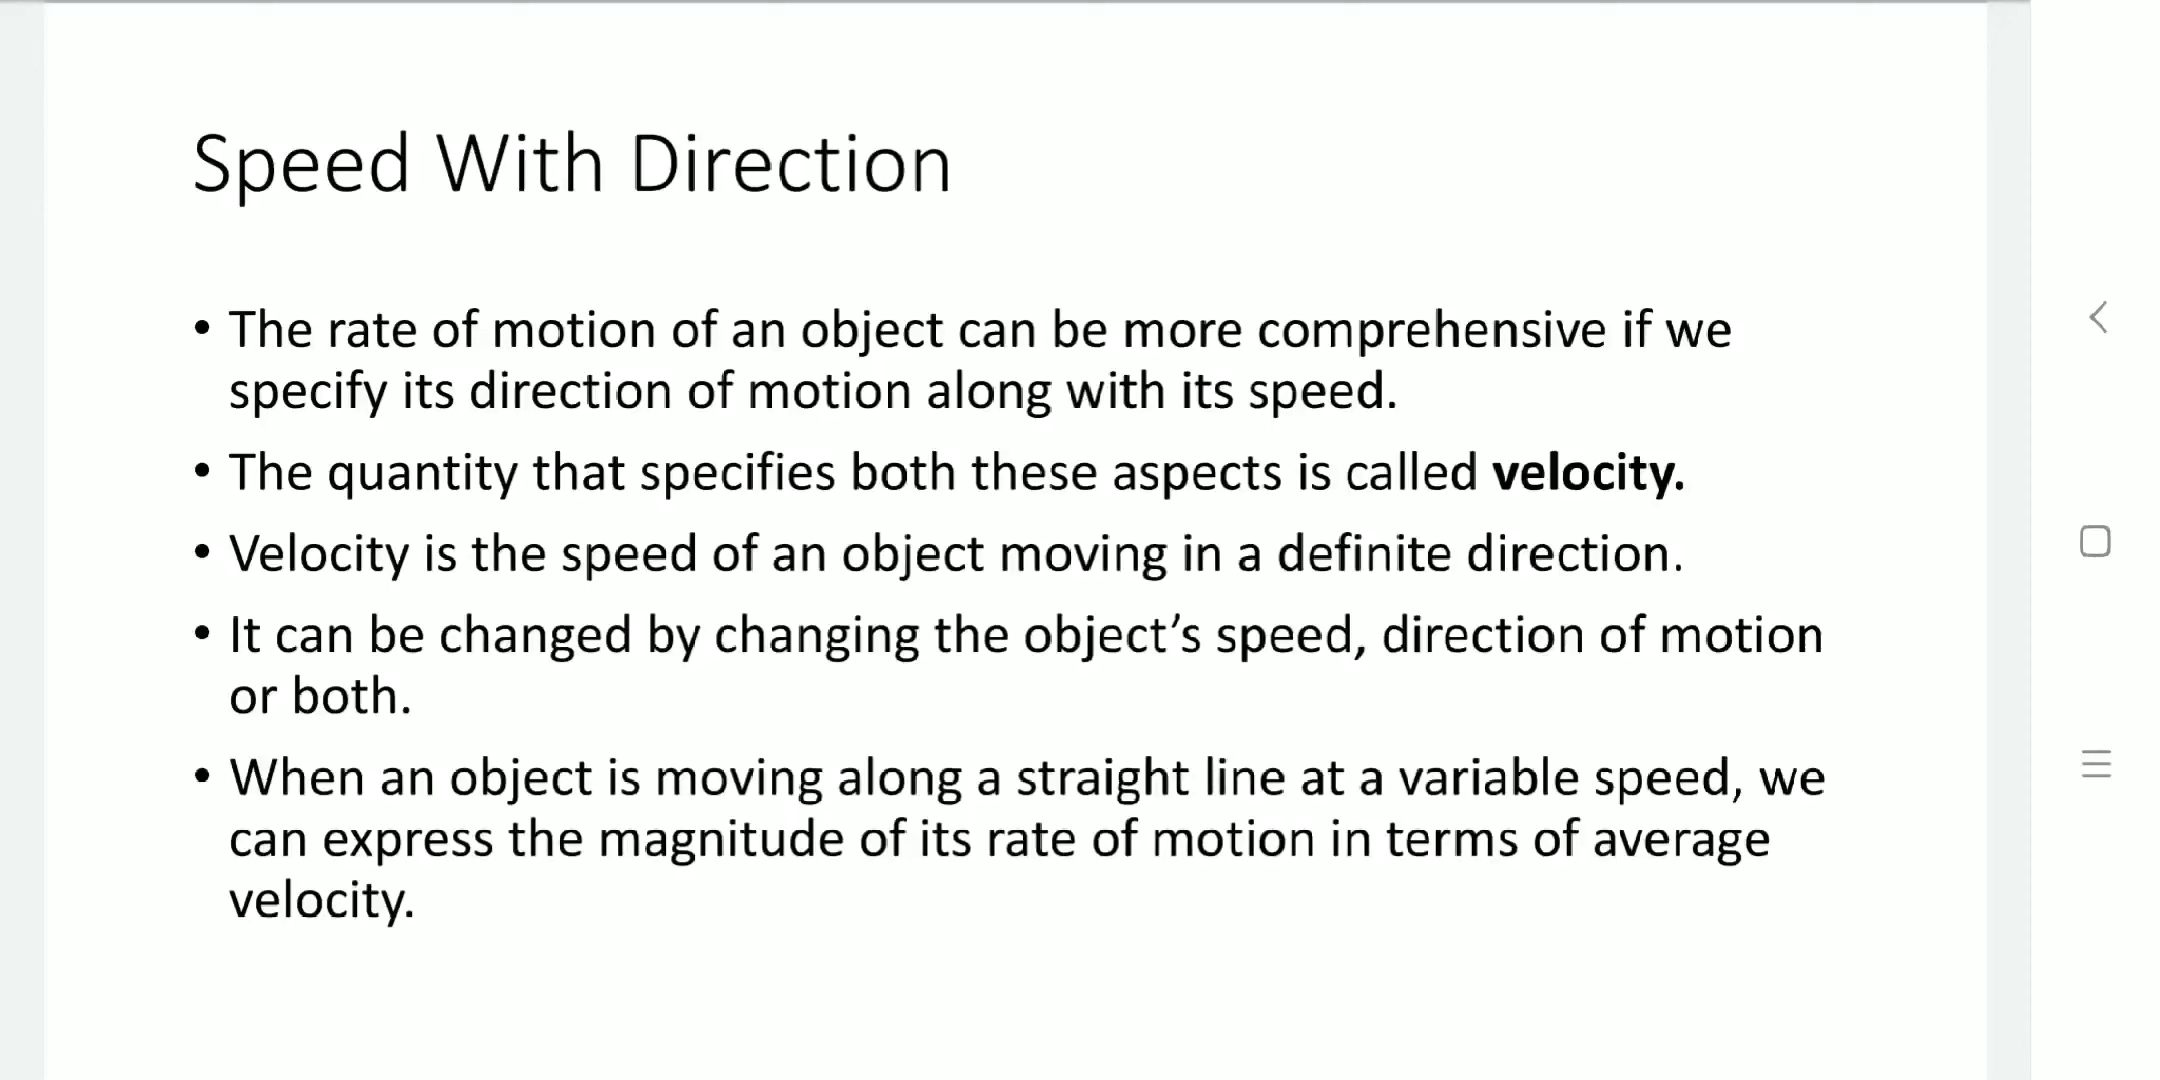 Speed With Direction
• The rate of motion of an object can be more comprehensive if we
specify its direction of motion along with its speed.
• The quantity that specifies both these aspects is called velocity.
• Velocity is the speed of an object moving in a definite direction.
• It can be changed by changing the object’s speed, direction of motion
or both.
• When an object is moving along a straight line at a variable speed, we
can express the magnitude of its rate of motion in terms of average
velocity.